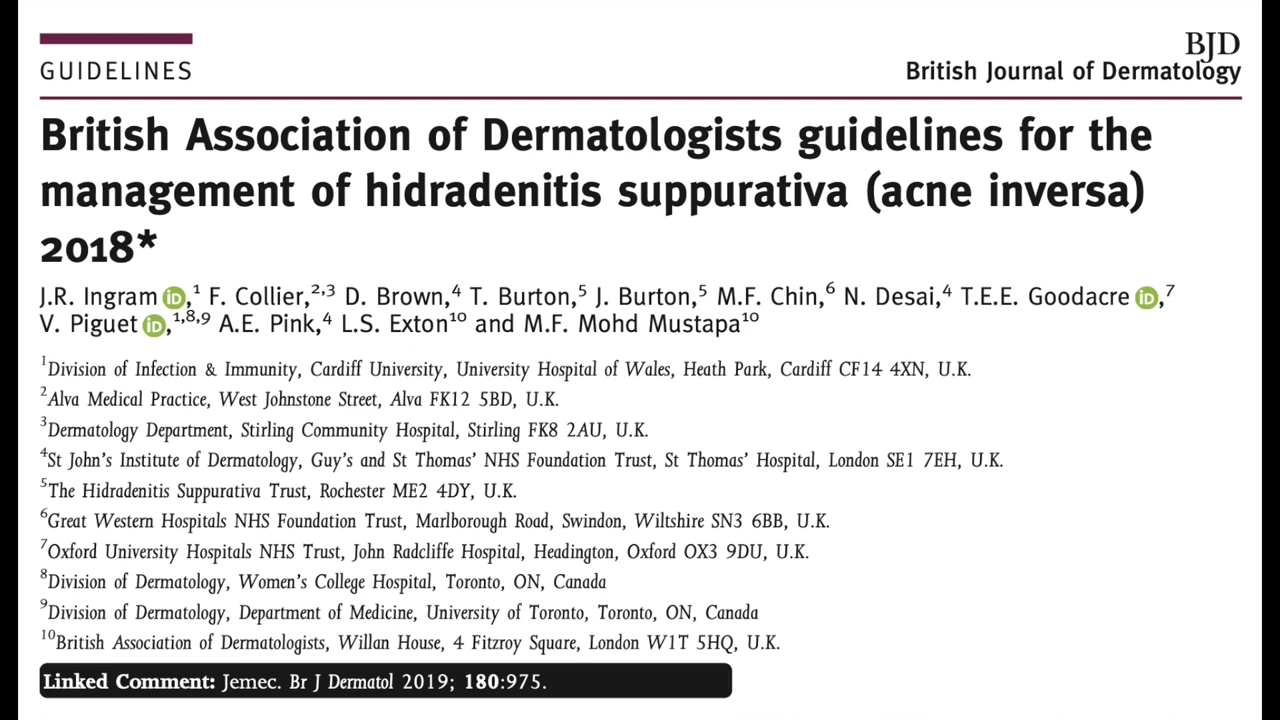 GUIDELINES
BJD
British Journal of Dermatology
British Association of Dermatologists guidelines for the
management of hidradenitis suppurativa (acne inversa)
2018*
J.R. Ingram iD,1 F. Collier,2,3 D. Brown,4 T. Burton,5 J. Burton,5 M.F. Chin,6 N. Desai,4 T.E.E. Goodacre iD,7
V. Piguet iD,1,8,9 A.E. Pink,4 L.S. Exton10 and M.F. Mohd Mustapa10
1Division of Infection & Immunity, Cardiff University, University Hospital of Wales, Heath Park, Cardiff CF14 4XN, U.K.
2Alva Medical Practice, West Johnstone Street, Alva FK12 5BD, U.K.
3Dermatology Department, Stirling Community Hospital, Stirling FK8 2AU, U.K.
4St John's Institute of Dermatology, Guy's and St Thomas' NHS Foundation Trust, St Thomas' Hospital, London SE1 7EH, U.K.
5The Hidradenitis Suppurativa Trust, Rochester ME2 4DY, U.K.
6Great Western Hospitals NHS Foundation Trust, Marlborough Road, Swindon, Wiltshire SN3 6BB, U.K.
7Oxford University Hospitals NHS Trust, John Radcliffe Hospital, Headington, Oxford OX3 9DU, U.K.
8Division of Dermatology, Women's College Hospital, Toronto, ON, Canada
9Division of Dermatology, Department of Medicine, University of Toronto, Toronto, ON, Canada
10British Association of Dermatologists, Willan House, 4 Fitzroy Square, London W1T 5HQ, U.K.
Linked Comment: Jemec. Br J Dermatol 2019; 180:975.